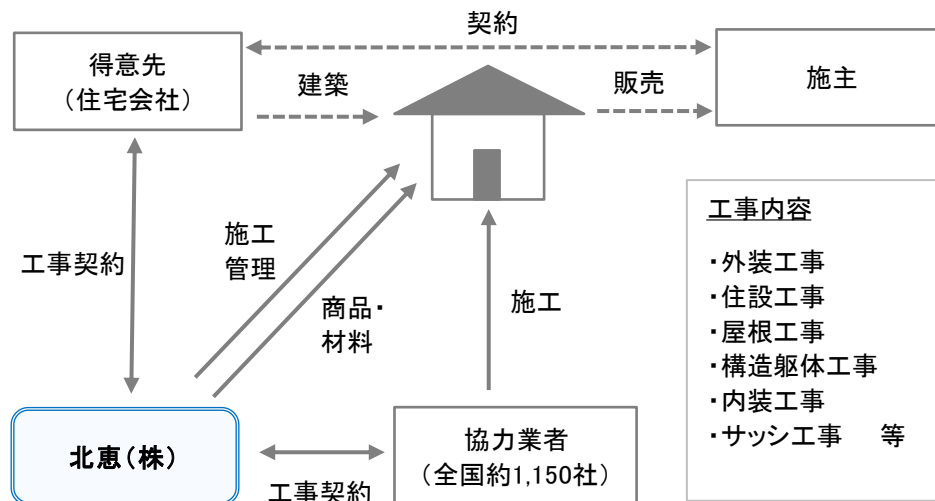 契約
得意先
（住宅会社）
建築
販売
施主
工事契約
施工
管理
商品・
材料
施工
工事内容
・外装工事
・住設工事
・屋根工事
・構造躯体工事
・内装工事
・サッシ工事　等
北恵（株）
工事契約
協力業者
（全国約1,150社）